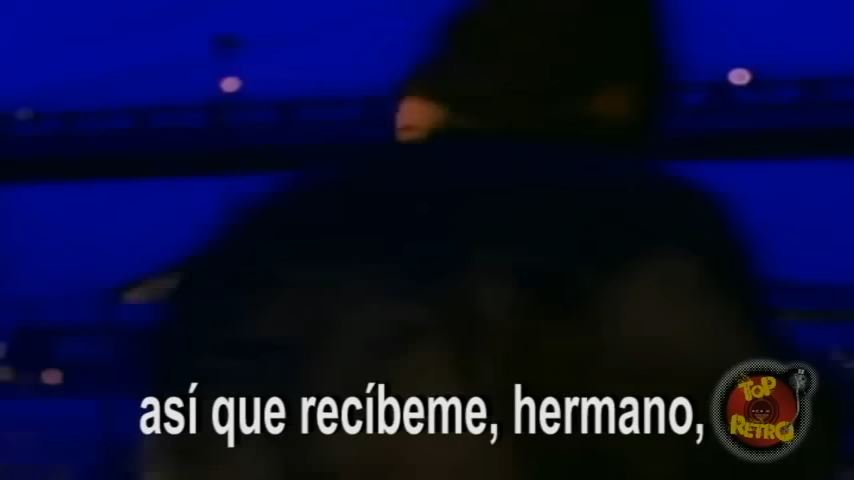 así que recíbeme, hermano,
TOP
RETRO